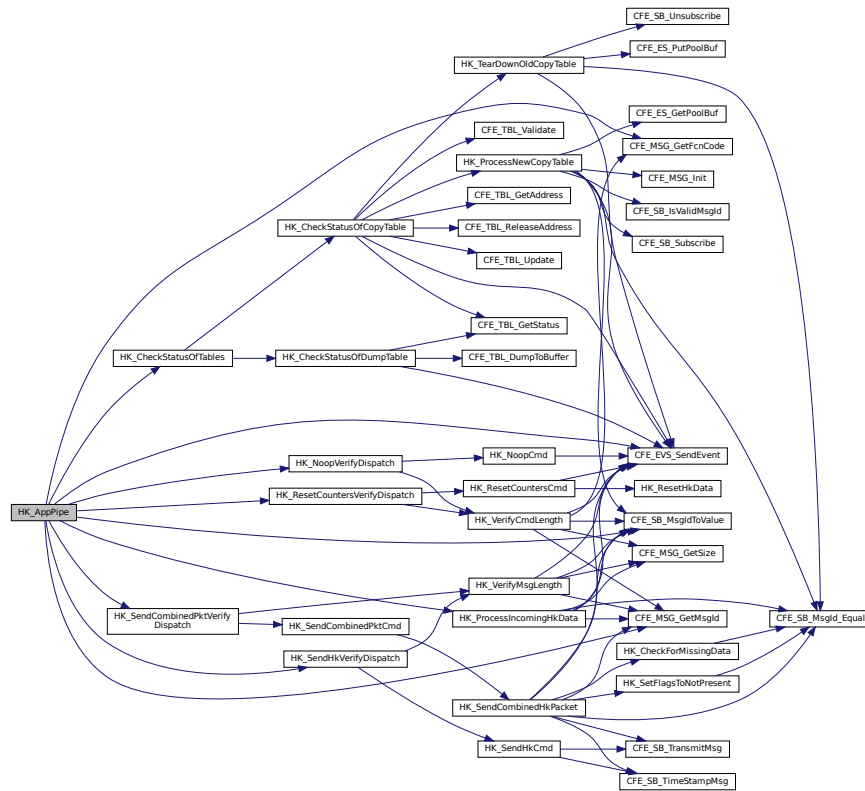 CFE_SB_Unsubscribe
CFE_ES_PutPoolBuf
HK_TearDownOldCopyTable
CFE_ES_GetPoolBuf
CFE_TBL_Validate
CFE_MSG_GetFcnCode
HK_ProcessNewCopyTable
CFE_MSG_Init
CFE_TBL_GetAddress
CFE_SB_IsValidMsgId
HK_CheckStatusOfCopyTable
CFE_TBL_ReleaseAddress
CFE_SB_Subscribe
CFE_TBL_Update
CFE_TBL_GetStatus
HK_CheckStatusOfTables
HK_CheckStatusOfDumpTable
CFE_TBL_DumpToBuffer
HK_NoopVerifyDispatch
HK_NoopCmd
CFE_EVS_SendEvent
HK_ResetCountersVerifyDispatch
HK_ResetCountersCmd
HK_ResetHkData
HK_AppPipe
HK_VerifyCmdLength
CFE_SB_MsgIdToValue
CFE_MSG_GetSize
HK_VerifyMsgLength
HK_SendCombinedPktVerify
Dispatch
HK_SendCombinedPktCmd
HK_ProcessIncomingHkData
CFE_MSG_GetMsgId
CFE_SB_MsgId_Equal
HK_SendHkVerifyDispatch
HK_CheckForMissingData
HK_SetFlagsToNotPresent
HK_SendCombinedHkPacket
HK_SendHkCmd
CFE_SB_TransmitMsg
CFE_SB_TimeStampMsg